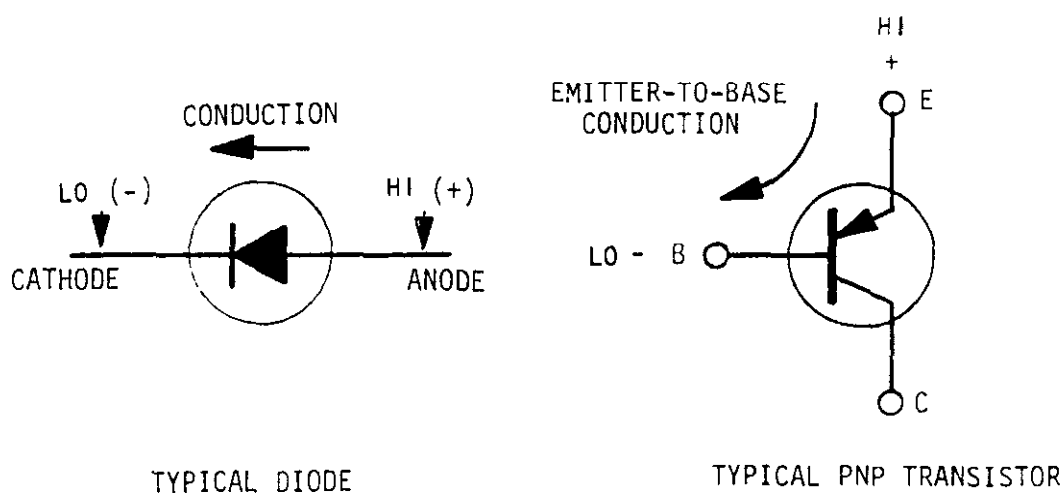 CONDUCTION
LO (-)
HI (+)
CATHODE
ANODE
TYPICAL DIODE
HI
+
E
EMITTER-TO-BASE
CONDUCTION
LO - B
C
TYPICAL PNP TRANSISTOR